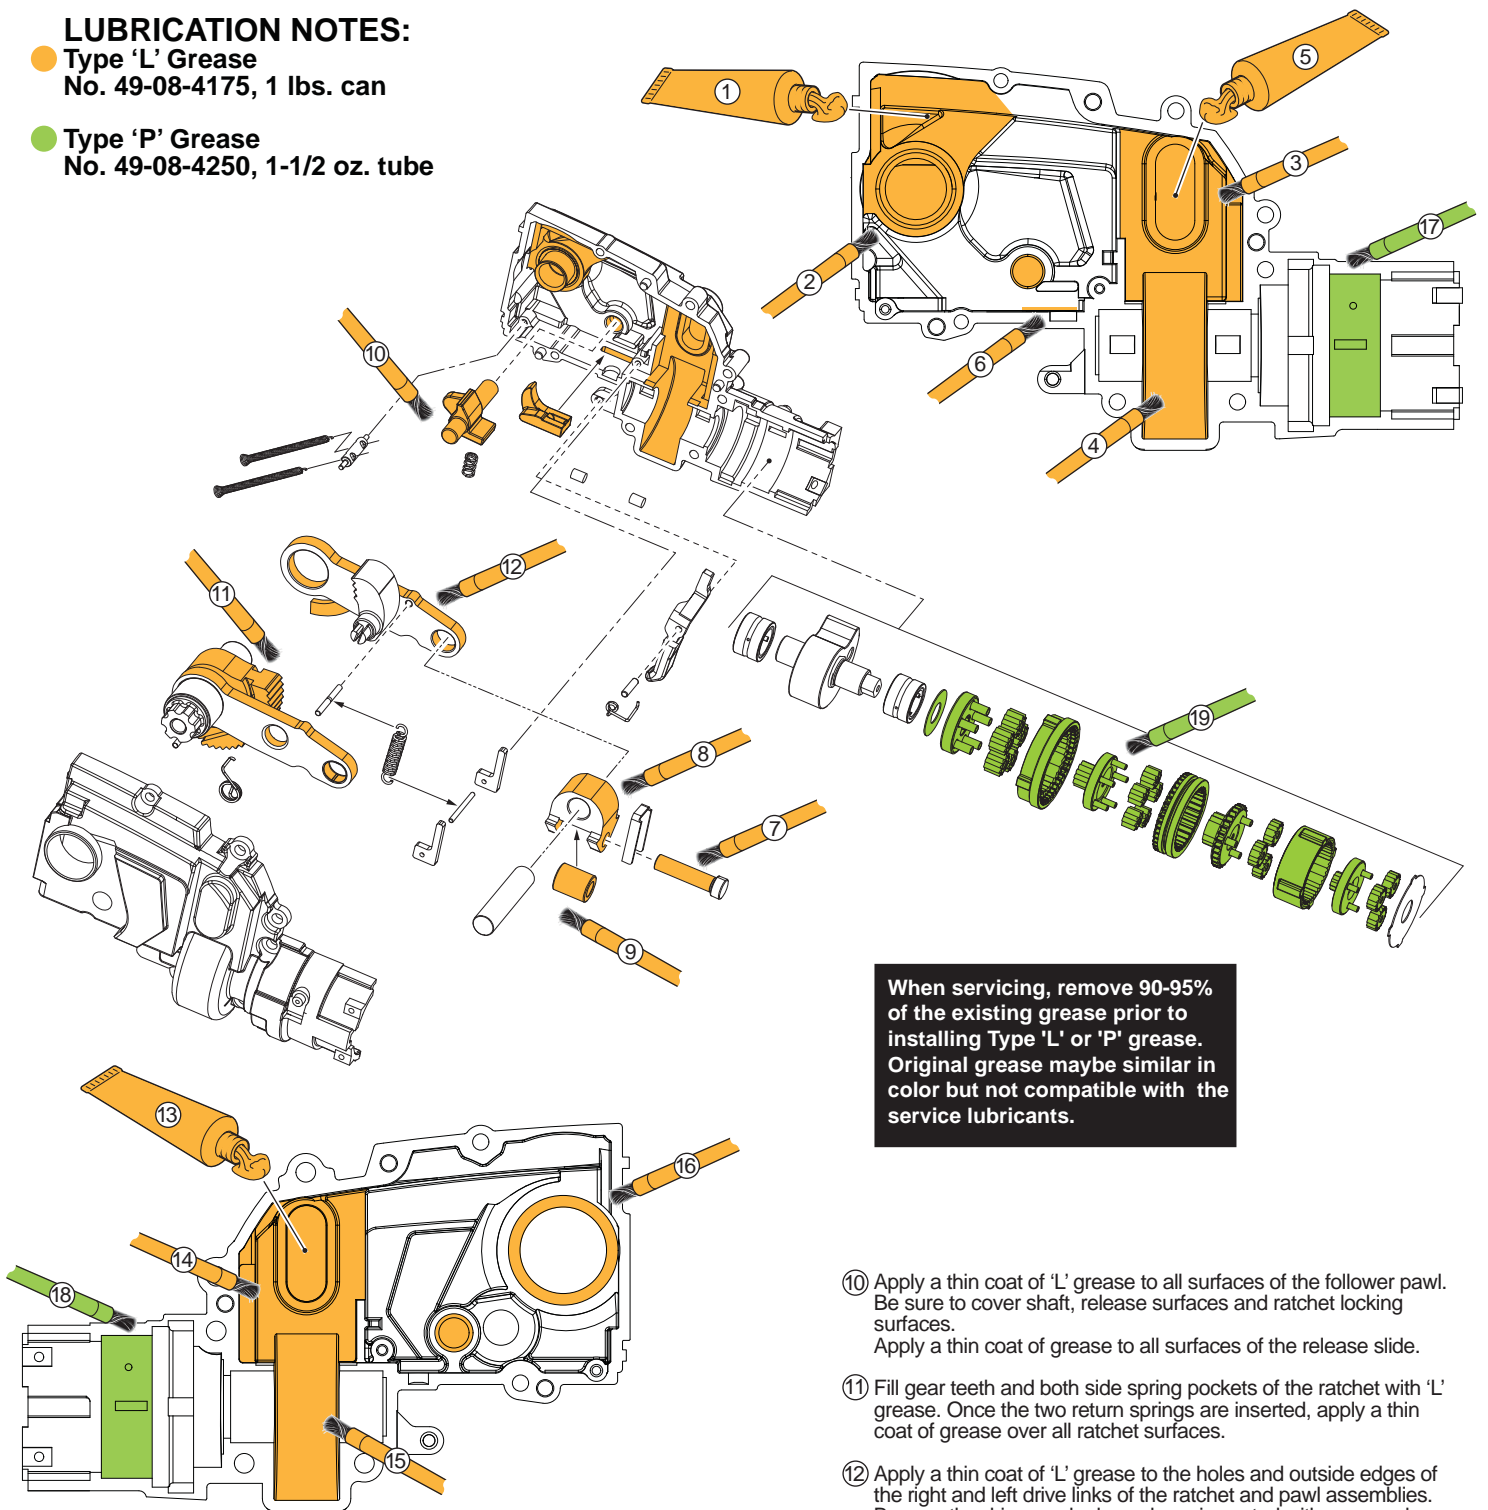 LUBRICATION NOTES:
Type ‘L’ Grease
No. 49-08-4175, 1 lbs. can
Type ‘P’ Grease
No. 49-08-4250, 1-1/2 oz. tube
1
5
3
17
2
6
4
10
12
11
19
8
7
9
When servicing, remove 90-95%
of the existing grease prior to
installing Type 'L' or 'P' grease.
Original grease maybe similar in
color but not compatible with the
service lubricants.
13
16
14
18
15
10 Apply a thin coat of ‘L’ grease to all surfaces of the follower pawl.
Be sure to cover shaft, release surfaces and ratchet locking
surfaces.
Apply a thin coat of grease to all surfaces of the release slide.
11 Fill gear teeth and both side spring pockets of the ratchet with ‘L’
grease. Once the two return springs are inserted, apply a thin
coat of grease over all ratchet surfaces.
12 Apply a thin coat of ‘L’ grease to the holes and outside edges of
the right and left drive links of the ratchet and pawl assemblies.